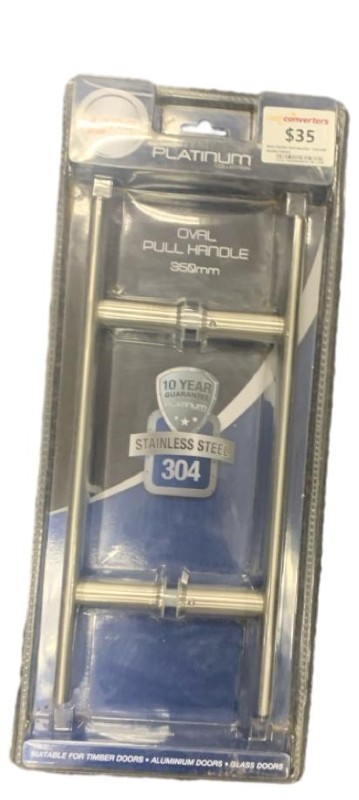 converters
$35
PLATINUM
COLLECTION
OVAL
PULL HANDLE
350mm
10 YEAR
GUARANTEE
PLATINUM
STAINLESS STEEL
304
SUITABLE FOR TIMBER DOORS • ALUMINIUM DOORS • GLASS DOORS